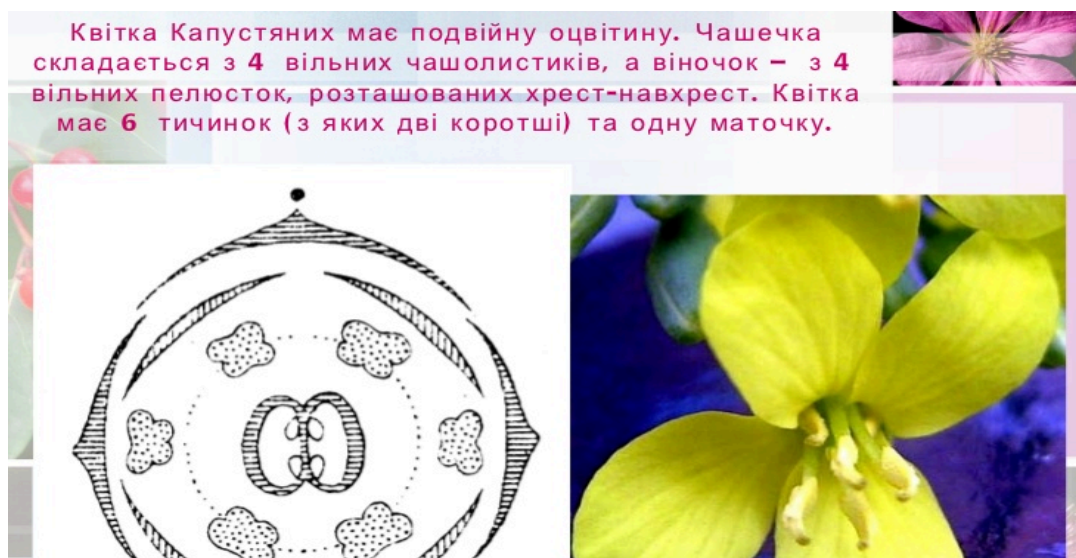 Квітка Капустяних має подвійну оцвітину. Чашечка
складається з 4 вільних чашолистиків, а віночок – з 4
вільних пелюсток, розташованих хрест-навхрест. Квітка
має 6 тичинок (з яких дві коротші) та одну маточку.